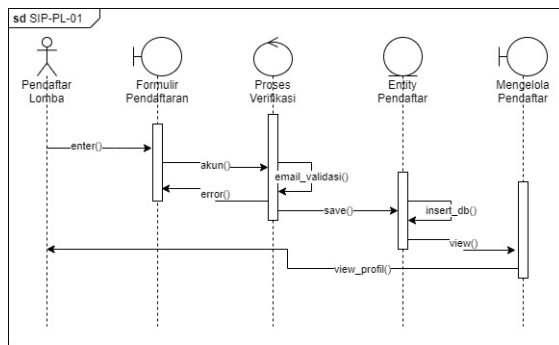 sd SIP-PL-01
Pendaftar
Lomba
Formulir
Pendaftaran
Proses
Verifikasi
Entity
Pendaftar
Mengelola
Pendaftar
enter()
akun()
email_validasi()
error()
save()
insert_db()
view()
view_profil()